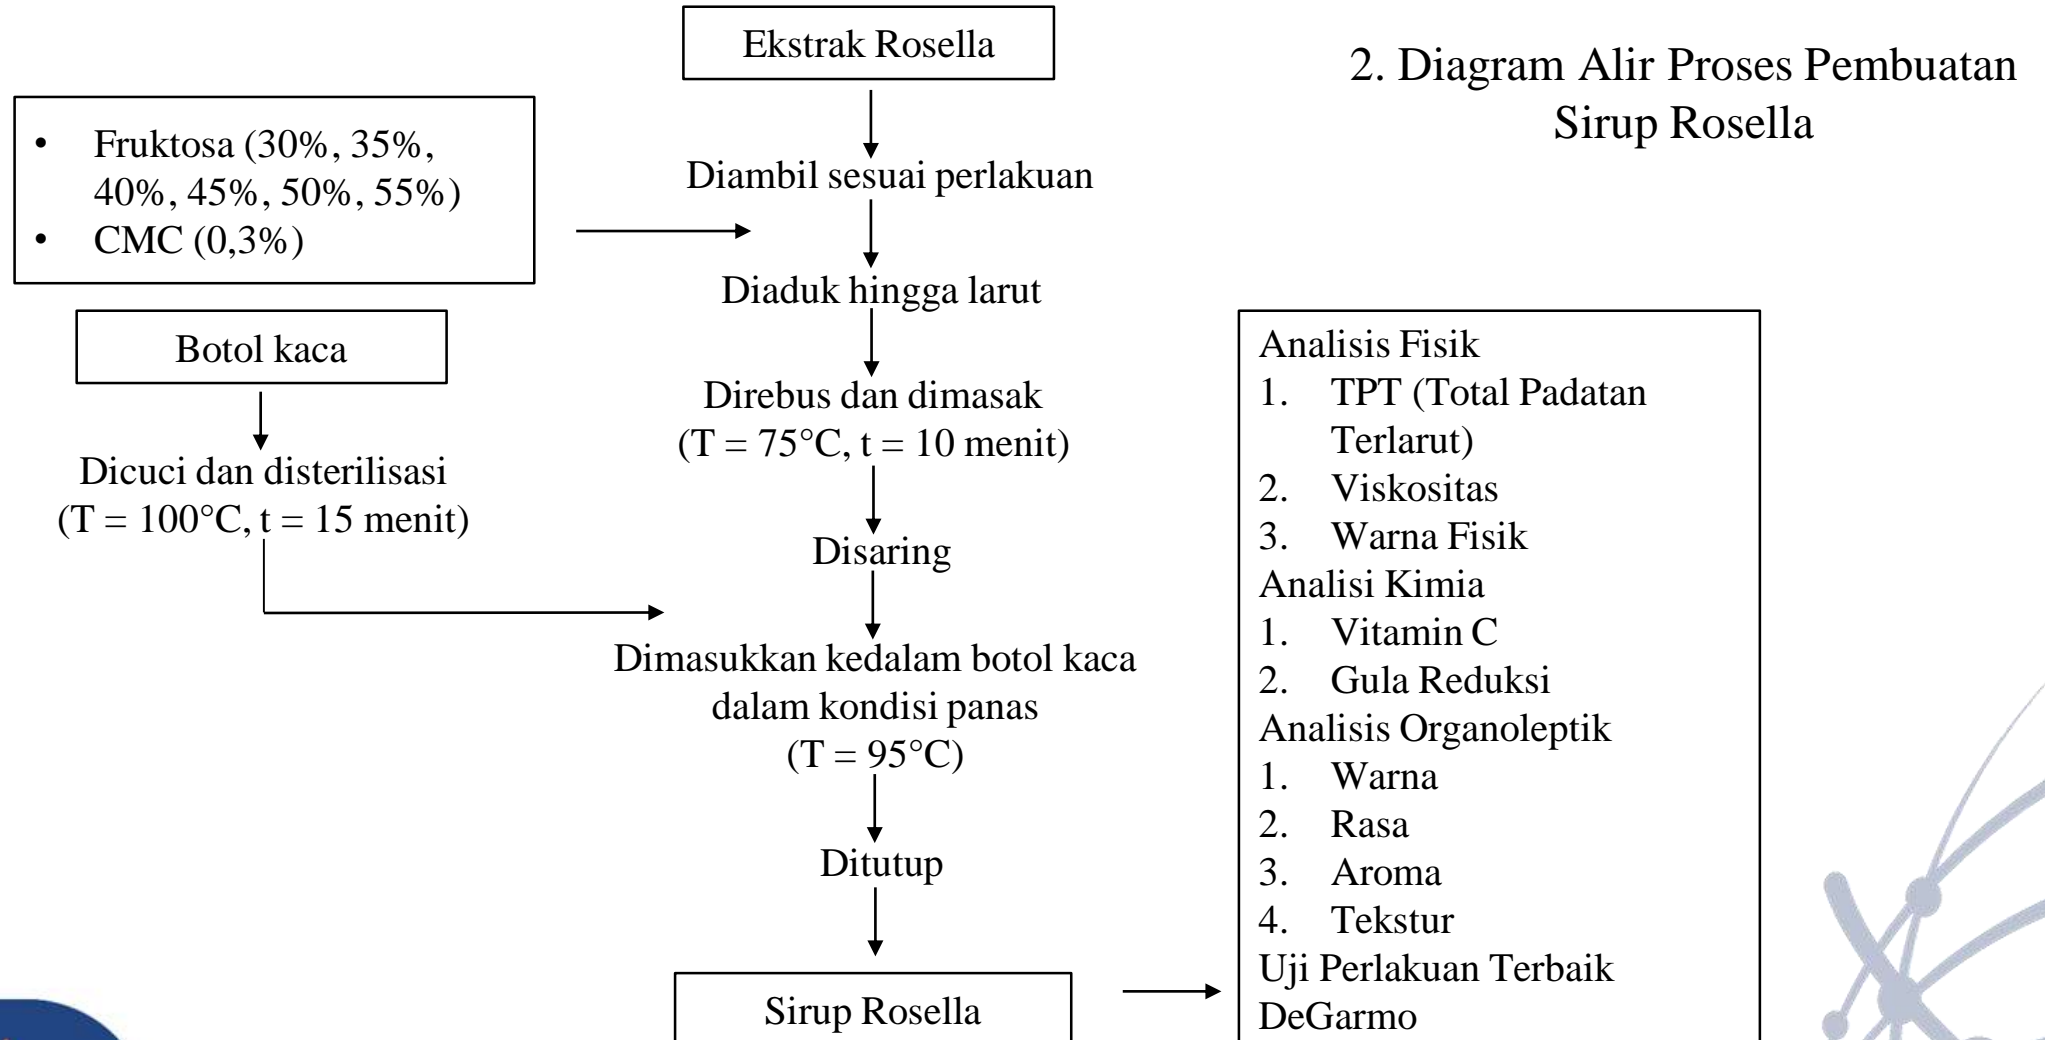 2. Diagram Alir Proses Pembuatan
Sirup Rosella
Ekstrak Rosella
Diambil sesuai perlakuan
• Fruktosa (30%, 35%,
40%, 45%, 50%, 55%)
• CMC (0,3%)
Diaduk hingga larut
Direbus dan dimasak
(T = 75°C, t = 10 menit)
Disaring
Botol kaca
Dicuci dan disterilisasi
(T = 100°C, t = 15 menit)
Dimasukkan kedalam botol kaca
dalam kondisi panas
(T = 95°C)
Ditutup
Sirup Rosella
Analisis Fisik
1. TPT (Total Padatan
Terlarut)
2. Viskositas
3. Warna Fisik
Analisi Kimia
1. Vitamin C
2. Gula Reduksi
Analisis Organoleptik
1. Warna
2. Rasa
3. Aroma
4. Tekstur
Uji Perlakuan Terbaik
DeGarmo